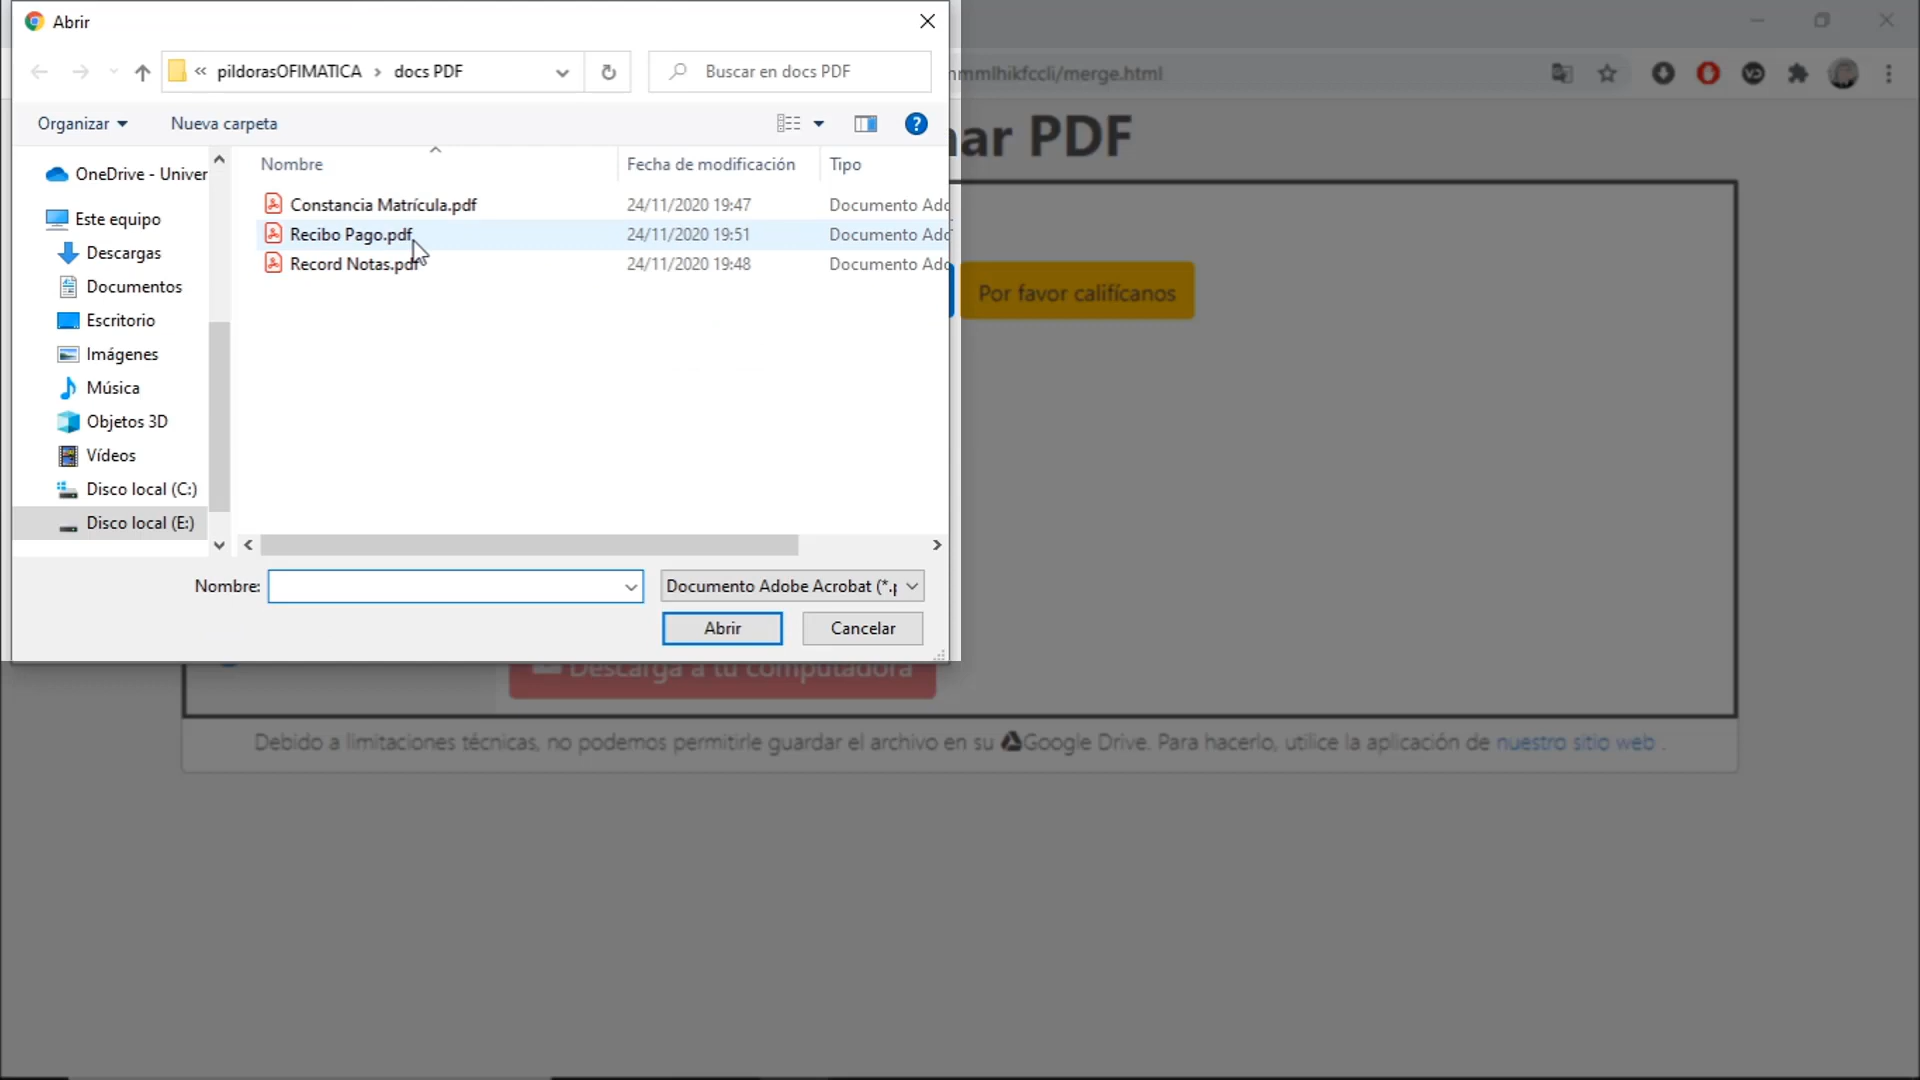 Abrir
« pildorasOFIMATICA › docs PDF
Buscar en docs PDF
mmlhikfccli/merge.html
Organizar
Nueva carpeta
ar PDF
OneDrive - Univer
Este equipo
Descargas
Documentos
Escritorio
Imágenes
Música
Objetos 3D
Vídeos
Disco local (C:)
Disco local (E:)
Nombre Fecha de modificación Tipo
Constancia Matrícula.pdf 24/11/2020 19:47 Documento Ado
Recibo Pago.pdf 24/11/2020 19:51 Documento Ado
Record Notas.pdf 24/11/2020 19:48 Documento Ado
Por favor califícanos
Nombre:
Documento Adobe Acrobat (*.p
Abrir
Cancelar
Descarga a tu computadora
Debido a limitaciones técnicas, no podemos permitirle guardar el archivo en su Google Drive. Para hacerlo, utilice la aplicación de nuestro sitio web .